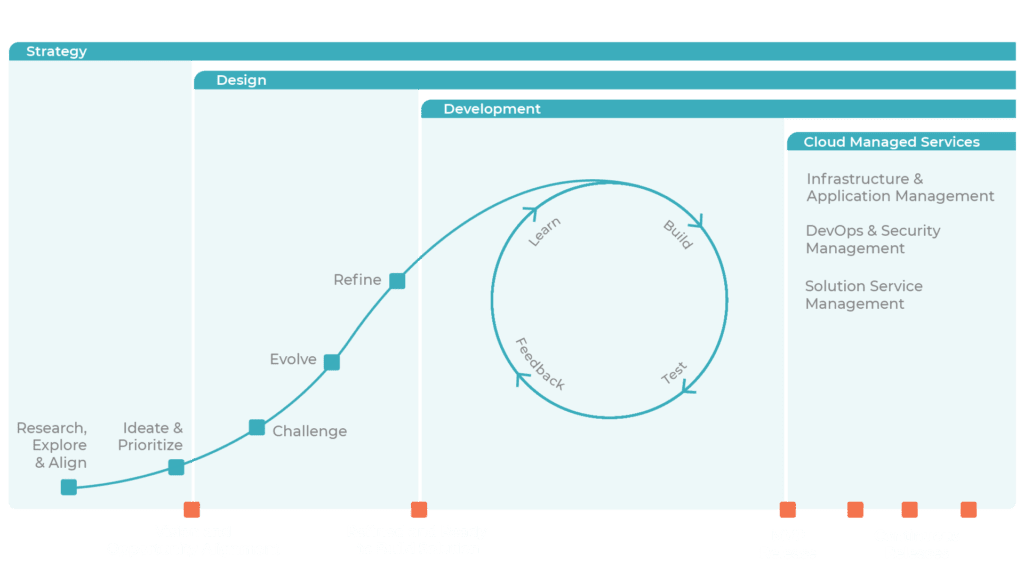 Strategy
Design
Development
Cloud Managed Services
Infrastructure &
Application Management
DevOps & Security
Management
Solution Service
Management
Learn
Build
Test
Feedback
Refine
Evolve
Challenge
Ideate &
Prioritize
Research,
Explore
& Align